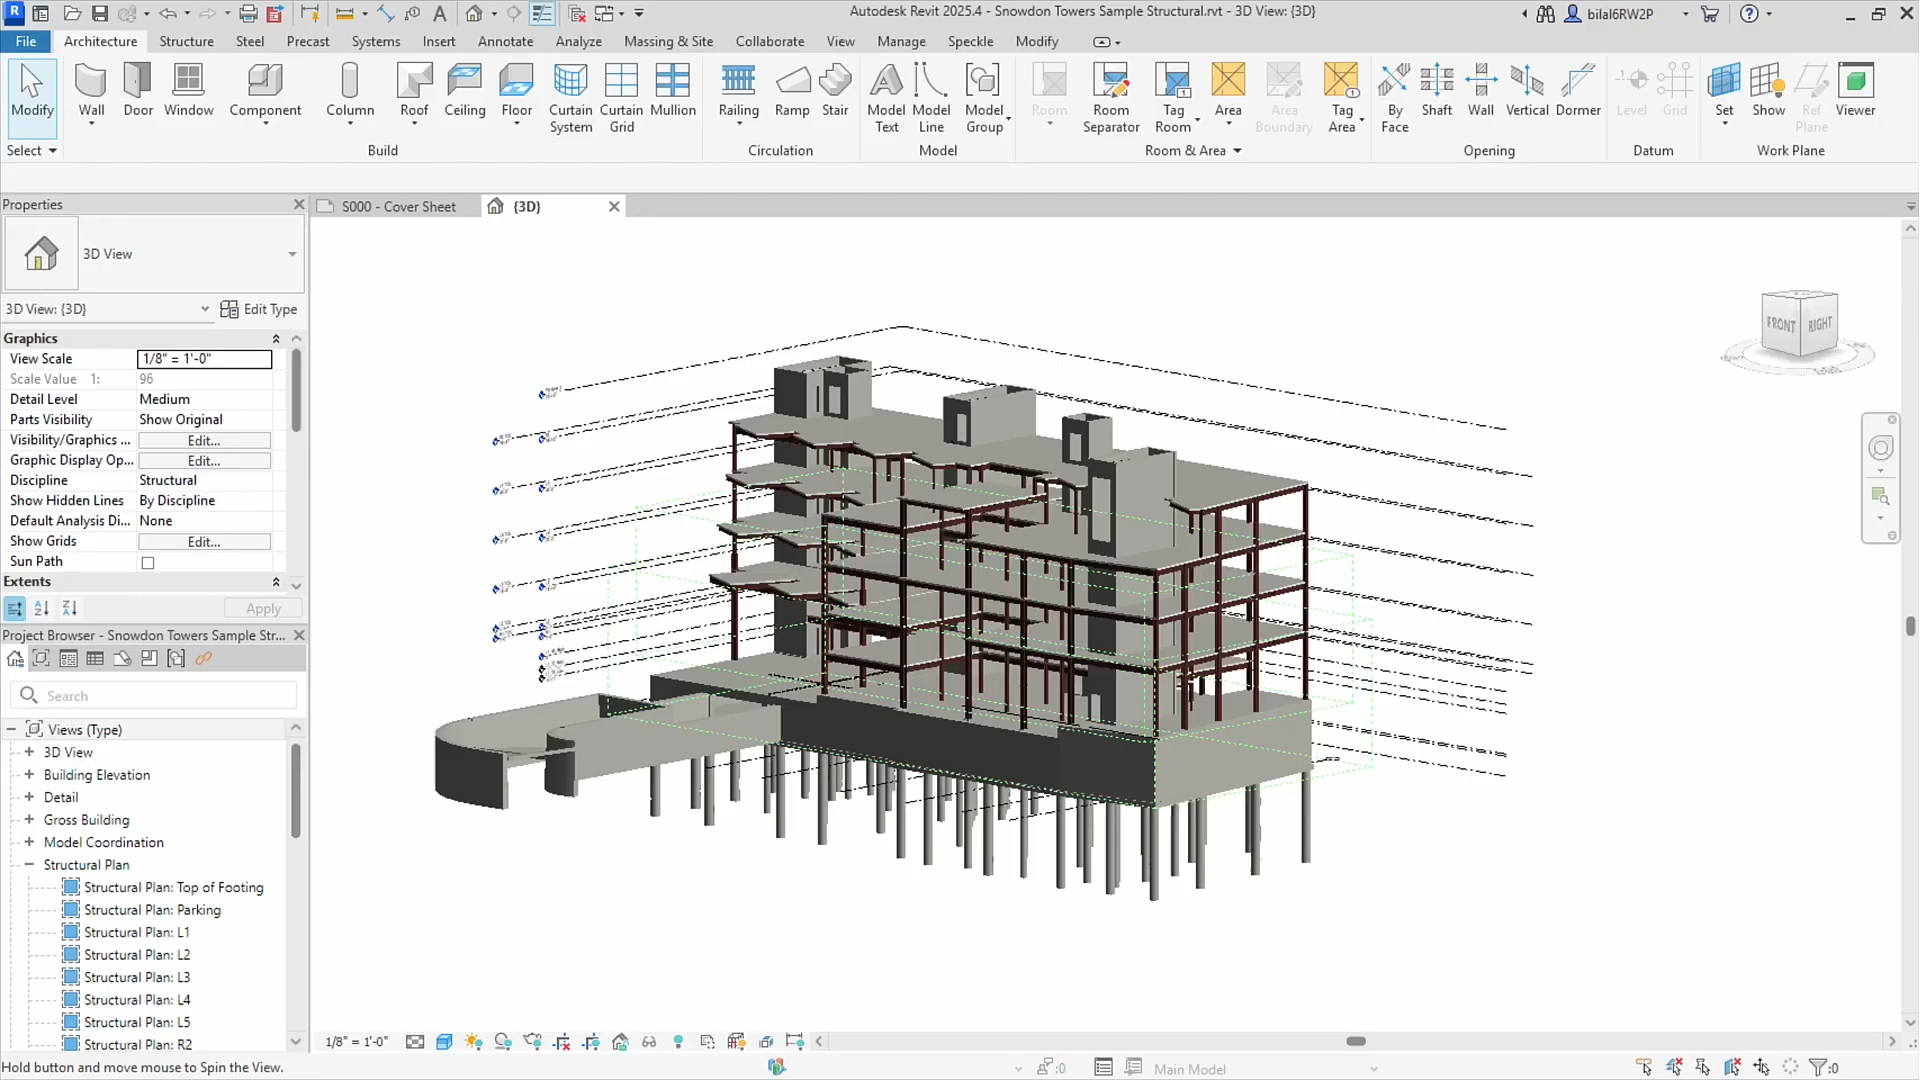 Autodesk Revit 2025.4 - Snowdon Towers Sample Structural.rvt - 3D View: {3D}
bilal6RW2P
File Architecture Structure Steel Precast Systems Insert Annotate Analyze Massing & Site Collaborate View Manage Speckle Modify
Modify Wall Door Window Component Column Roof Ceiling Floor Curtain System Curtain Grid Mullion Railing Ramp Stair Model Text Model Line Model Group Room Room Separator Tag Room Area Area Boundary Tag Area By Face Shaft Wall Vertical Dormer Level Grid Set Show Ref Plane Viewer
Select Build Circulation Model Room & Area Opening Datum Work Plane
Properties
S000 - Cover Sheet {3D}
3D View
3D View: {3D} Edit Type
Graphics
View Scale 1/8" = 1'-0"
Scale Value 1: 96
Detail Level Medium
Parts Visibility Show Original
Visibility/Graphics ... Edit...
Graphic Display Op... Edit...
Discipline Structural
Show Hidden Lines By Discipline
Default Analysis Di... None
Show Grids Edit...
Sun Path
Extents
Apply
Project Browser - Snowdon Towers Sample Str...
Search
Views (Type)
3D View
Building Elevation
Detail
Gross Building
Model Coordination
Structural Plan
Structural Plan: Top of Footing
Structural Plan: Parking
Structural Plan: L1
Structural Plan: L2
Structural Plan: L3
Structural Plan: L4
Structural Plan: L5
Structural Plan: R2
FRONT RIGHT
1/8" = 1'-0"
Hold button and move mouse to Spin the View.
:0
Main Model
:0